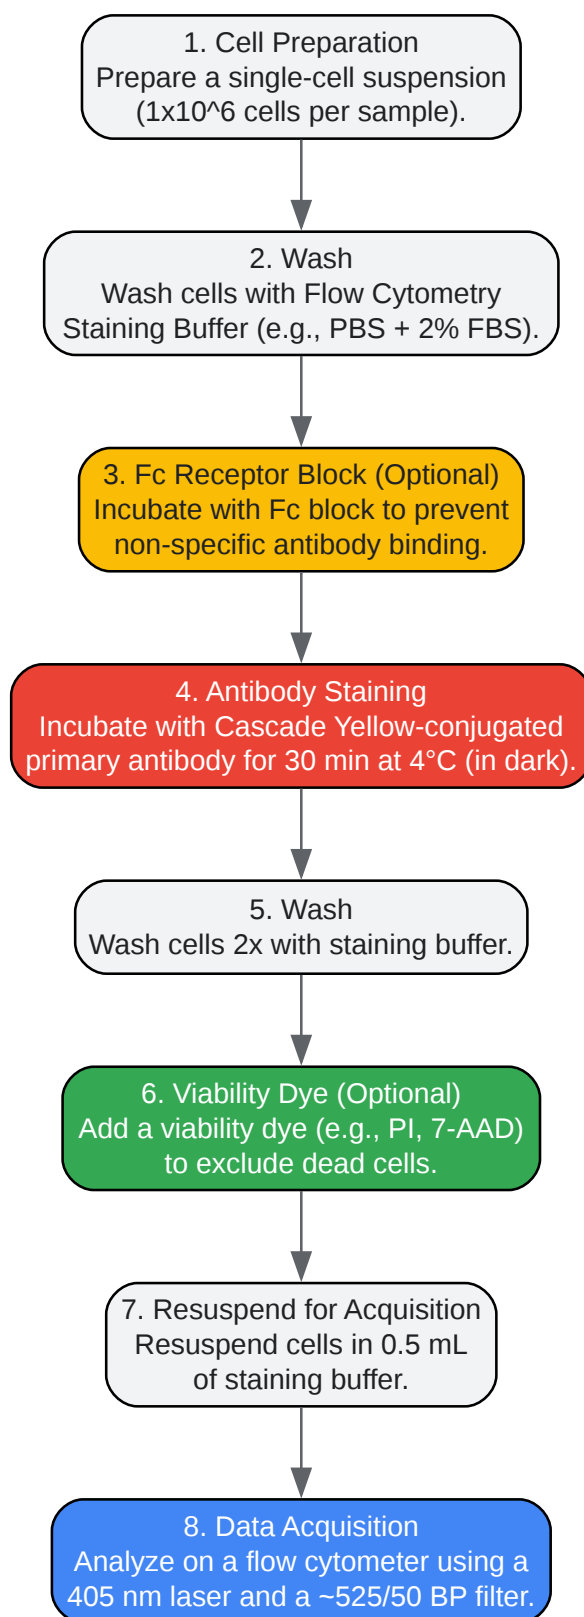 1. Cell Preparation
Prepare a single-cell suspension
(1x10^6 cells per sample).
2. Wash
Wash cells with Flow Cytometry
Staining Buffer (e.g., PBS + 2% FBS).
3. Fc Receptor Block (Optional)
Incubate with Fc block to prevent
non-specific antibody binding.
4. Antibody Staining
Incubate with Cascade Yellow-conjugated
primary antibody for 30 min at 4°C (in dark).
5. Wash
Wash cells 2x with staining buffer.
6. Viability Dye (Optional)
Add a viability dye (e.g., PI, 7-AAD)
to exclude dead cells.
7. Resuspend for Acquisition
Resuspend cells in 0.5 mL
of staining buffer.
8. Data Acquisition
Analyze on a flow cytometer using a
405 nm laser and a ~525/50 BP filter.